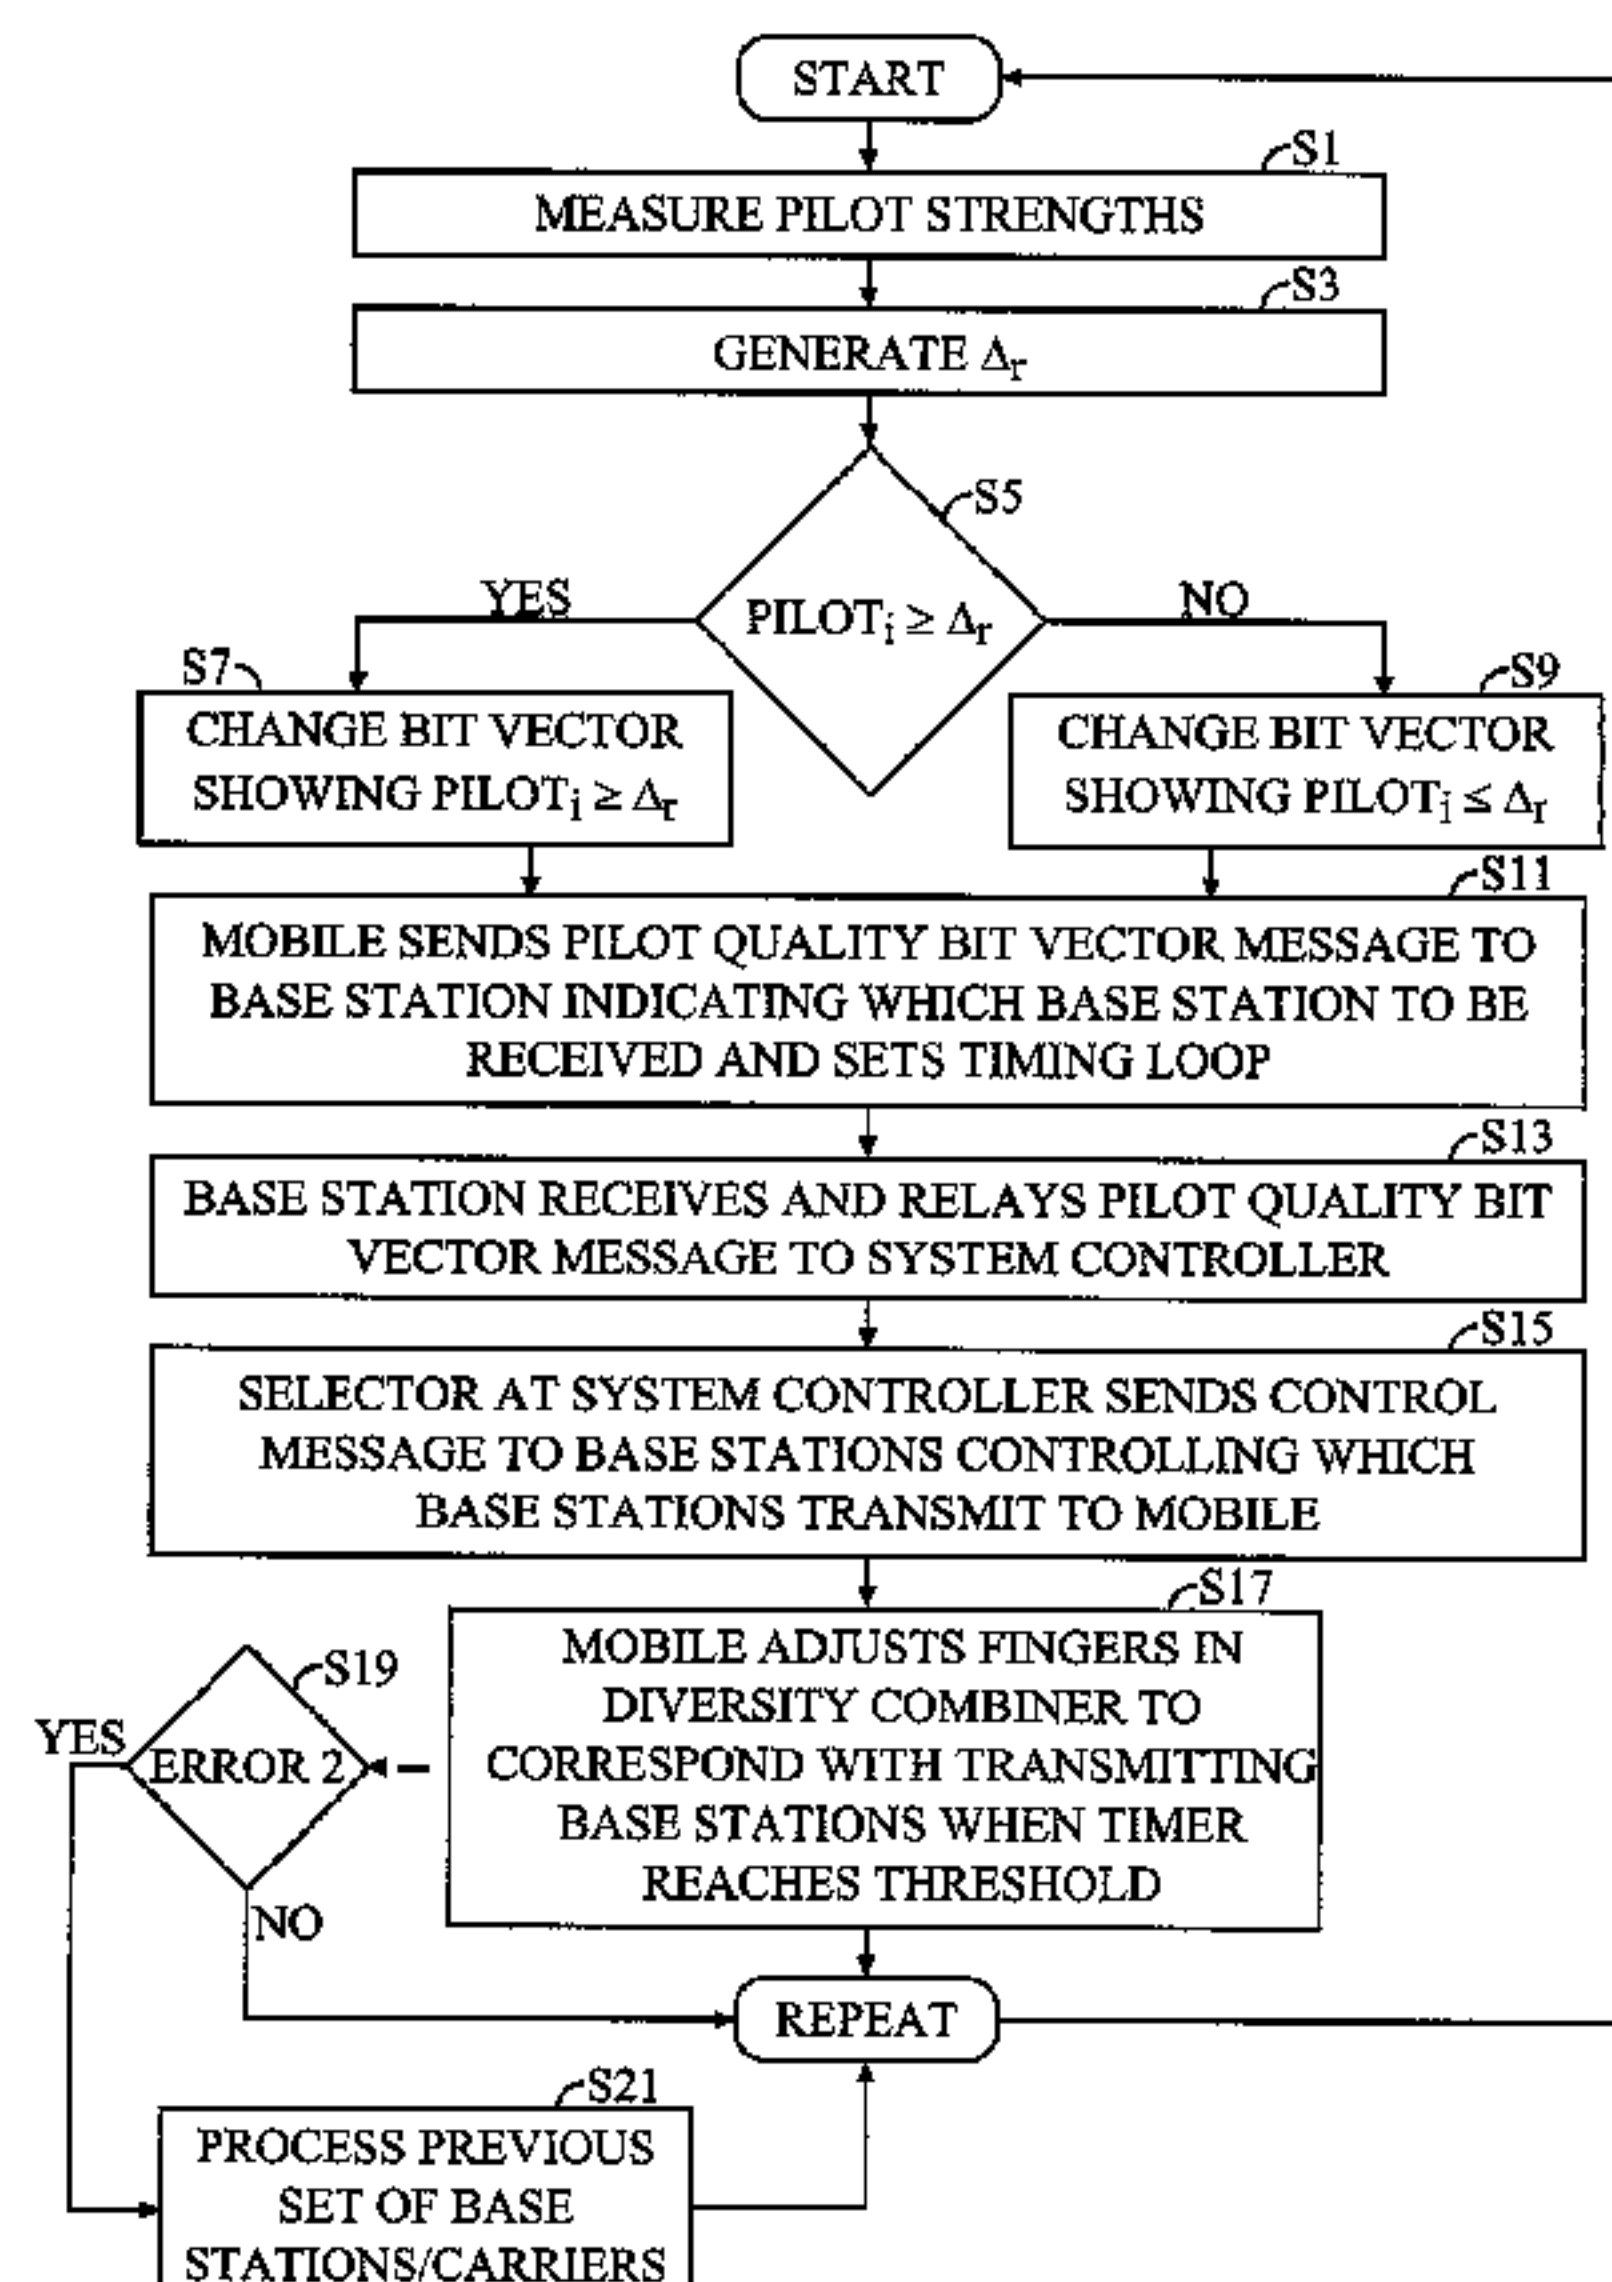 START
S1
MEASURE PILOT STRENGTHS
S3
GENERATE Δr
S5
PILOTi ≥ Δr
YES
NO
S7
CHANGE BIT VECTOR
SHOWING PILOTi ≥ Δr
S9
CHANGE BIT VECTOR
SHOWING PILOTi ≤ Δr
S11
MOBILE SENDS PILOT QUALITY BIT VECTOR MESSAGE TO
BASE STATION INDICATING WHICH BASE STATION TO BE
RECEIVED AND SETS TIMING LOOP
S13
BASE STATION RECEIVES AND RELAYS PILOT QUALITY BIT
VECTOR MESSAGE TO SYSTEM CONTROLLER
S15
SELECTOR AT SYSTEM CONTROLLER SENDS CONTROL
MESSAGE TO BASE STATIONS CONTROLLING WHICH
BASE STATIONS TRANSMIT TO MOBILE
S17
MOBILE ADJUSTS FINGERS IN
DIVERSITY COMBINER TO
CORRESPOND WITH TRANSMITTING
BASE STATIONS WHEN TIMER
REACHES THRESHOLD
S19
ERROR 2
YES
NO
REPEAT
S21
PROCESS PREVIOUS
SET OF BASE
STATIONS/CARRIERS